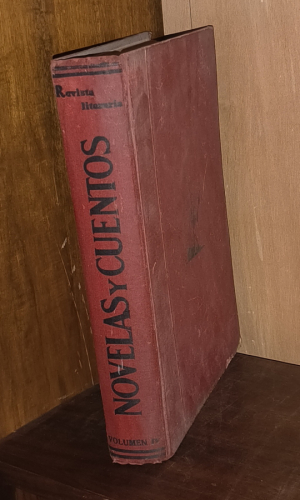 Revista
literaria
NOVELAS Y CUENTOS
VOLUMEN